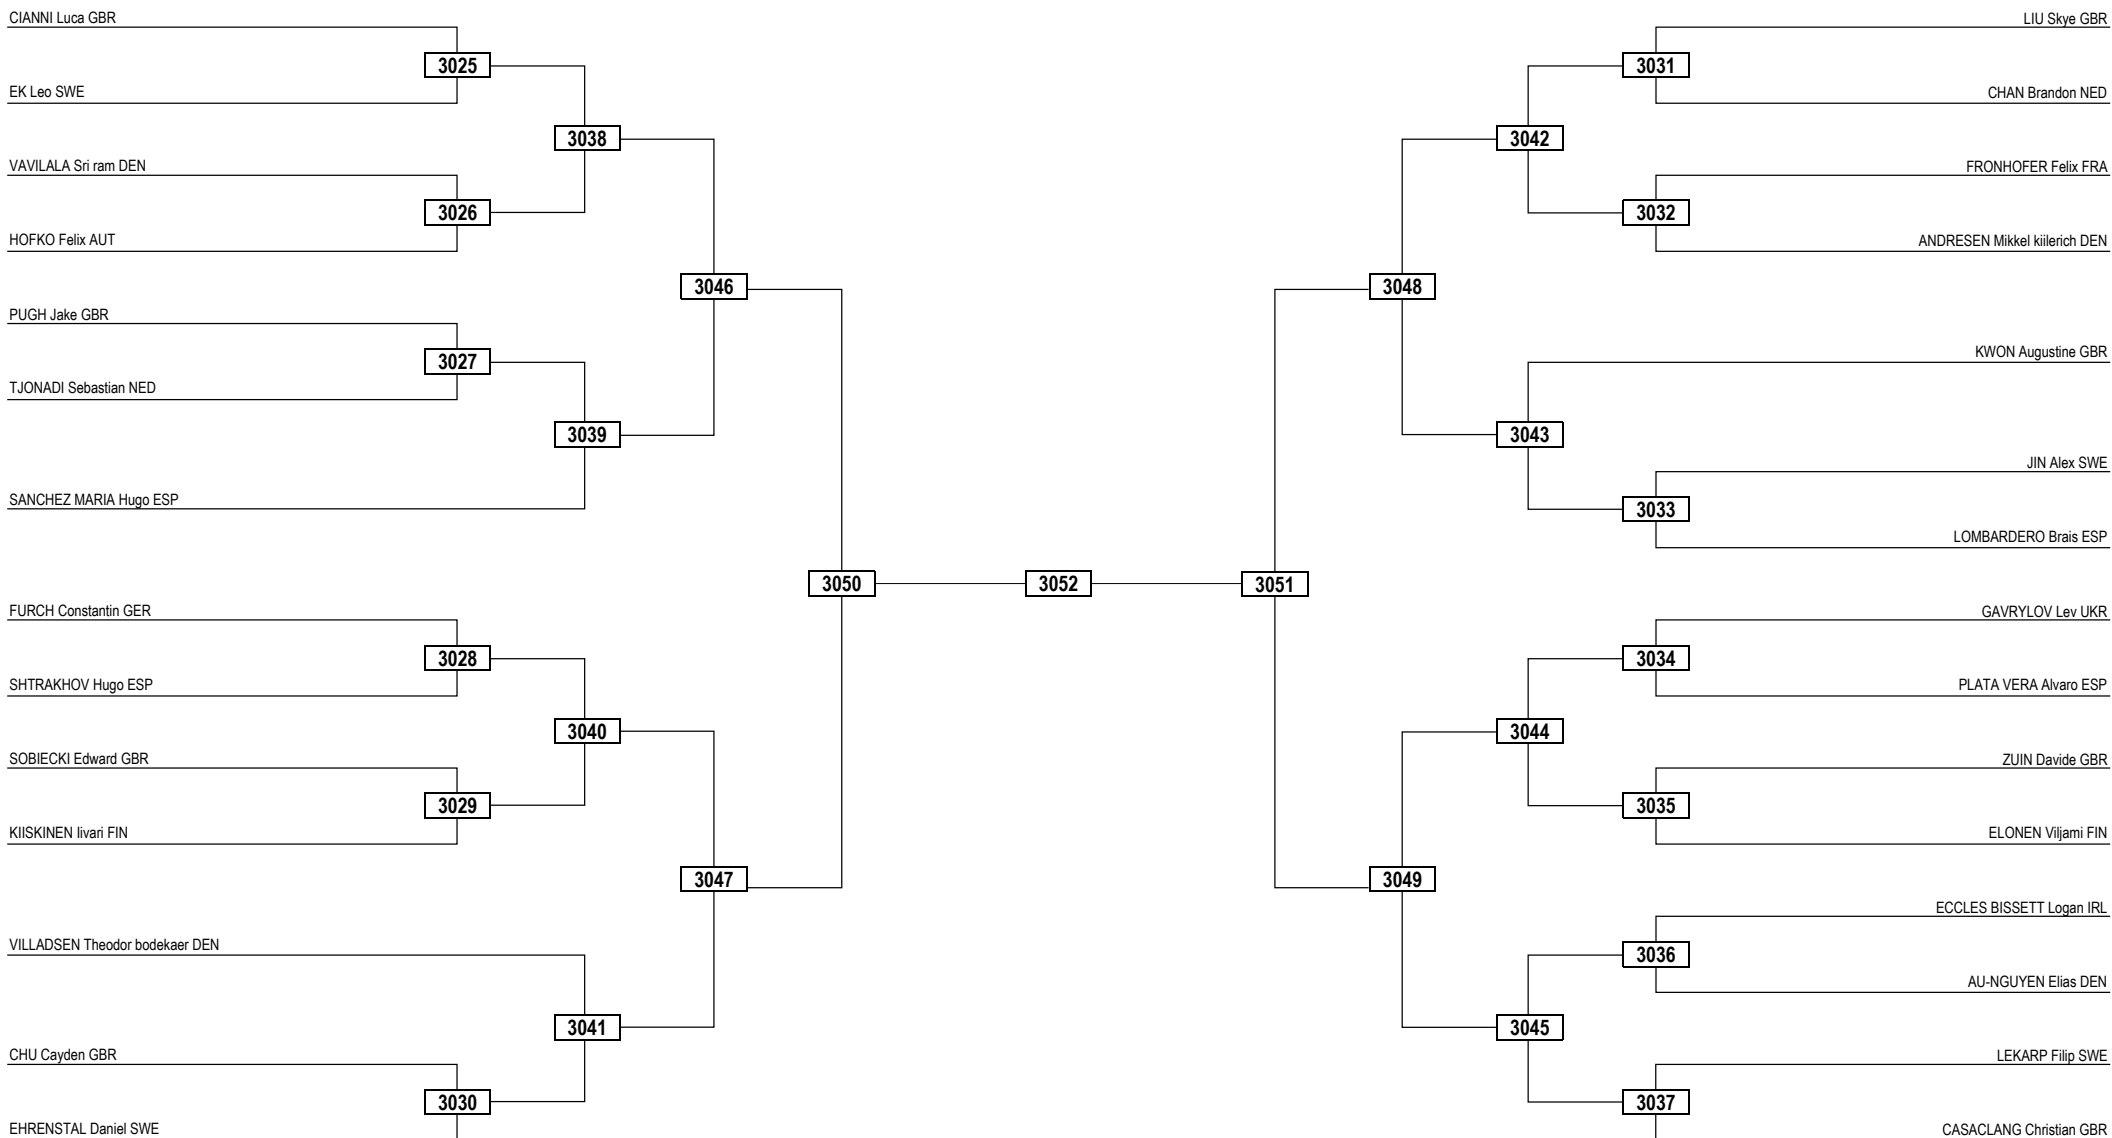 CIANNI Luca GBR
LIU Skye GBR
3025
3031
EK Leo SWE
CHAN Brandon NED
3038
3042
VAVILALA Sri ram DEN
FRONHOFER Felix FRA
3026
3032
HOFKO Felix AUT
ANDRESEN Mikkel kiilerich DEN
3046
3048
PUGH Jake GBR
KWON Augustine GBR
3027
TJONADI Sebastian NED
3039
3043
JIN Alex SWE
SANCHEZ MARIA Hugo ESP
3033
LOMBARDERO Brais ESP
3050
3052
3051
FURCH Constantin GER
GAVRYLOV Lev UKR
3028
3034
SHTRAKHOV Hugo ESP
PLATA VERA Alvaro ESP
3040
3044
SOBIECKI Edward GBR
ZUIN Davide GBR
3029
3035
KIISKINEN Iivari FIN
ELONEN Viljami FIN
3047
3049
ECCLES BISSETT Logan IRL
VILLADSEN Theodor bodekaer DEN
3036
AU-NGUYEN Elias DEN
3041
3045
CHU Cayden GBR
LEKARP Filip SWE
3030
3037
EHRENSTAL Daniel SWE
CASACLANG Christian GBR